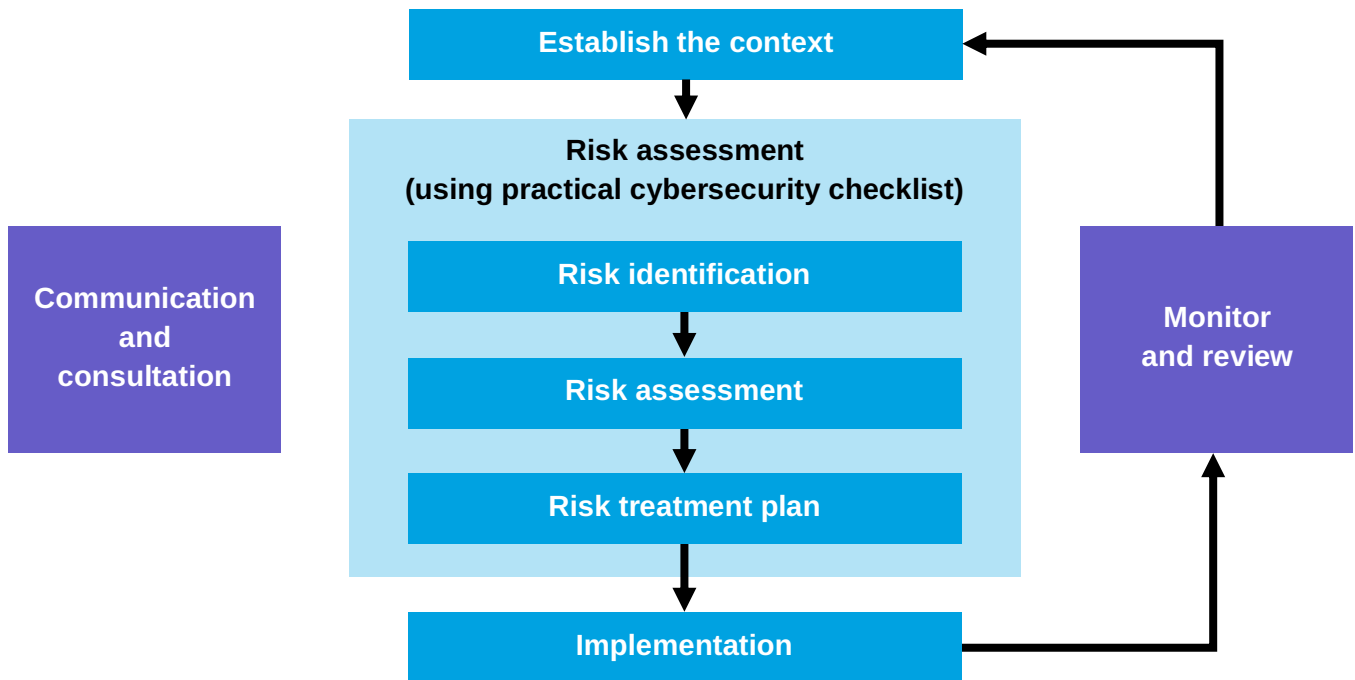 Establish the context
Risk assessment
(using practical cybersecurity checklist)
Risk identification
Risk assessment
Risk treatment plan
Implementation
Communication
and
consultation
Monitor
and review